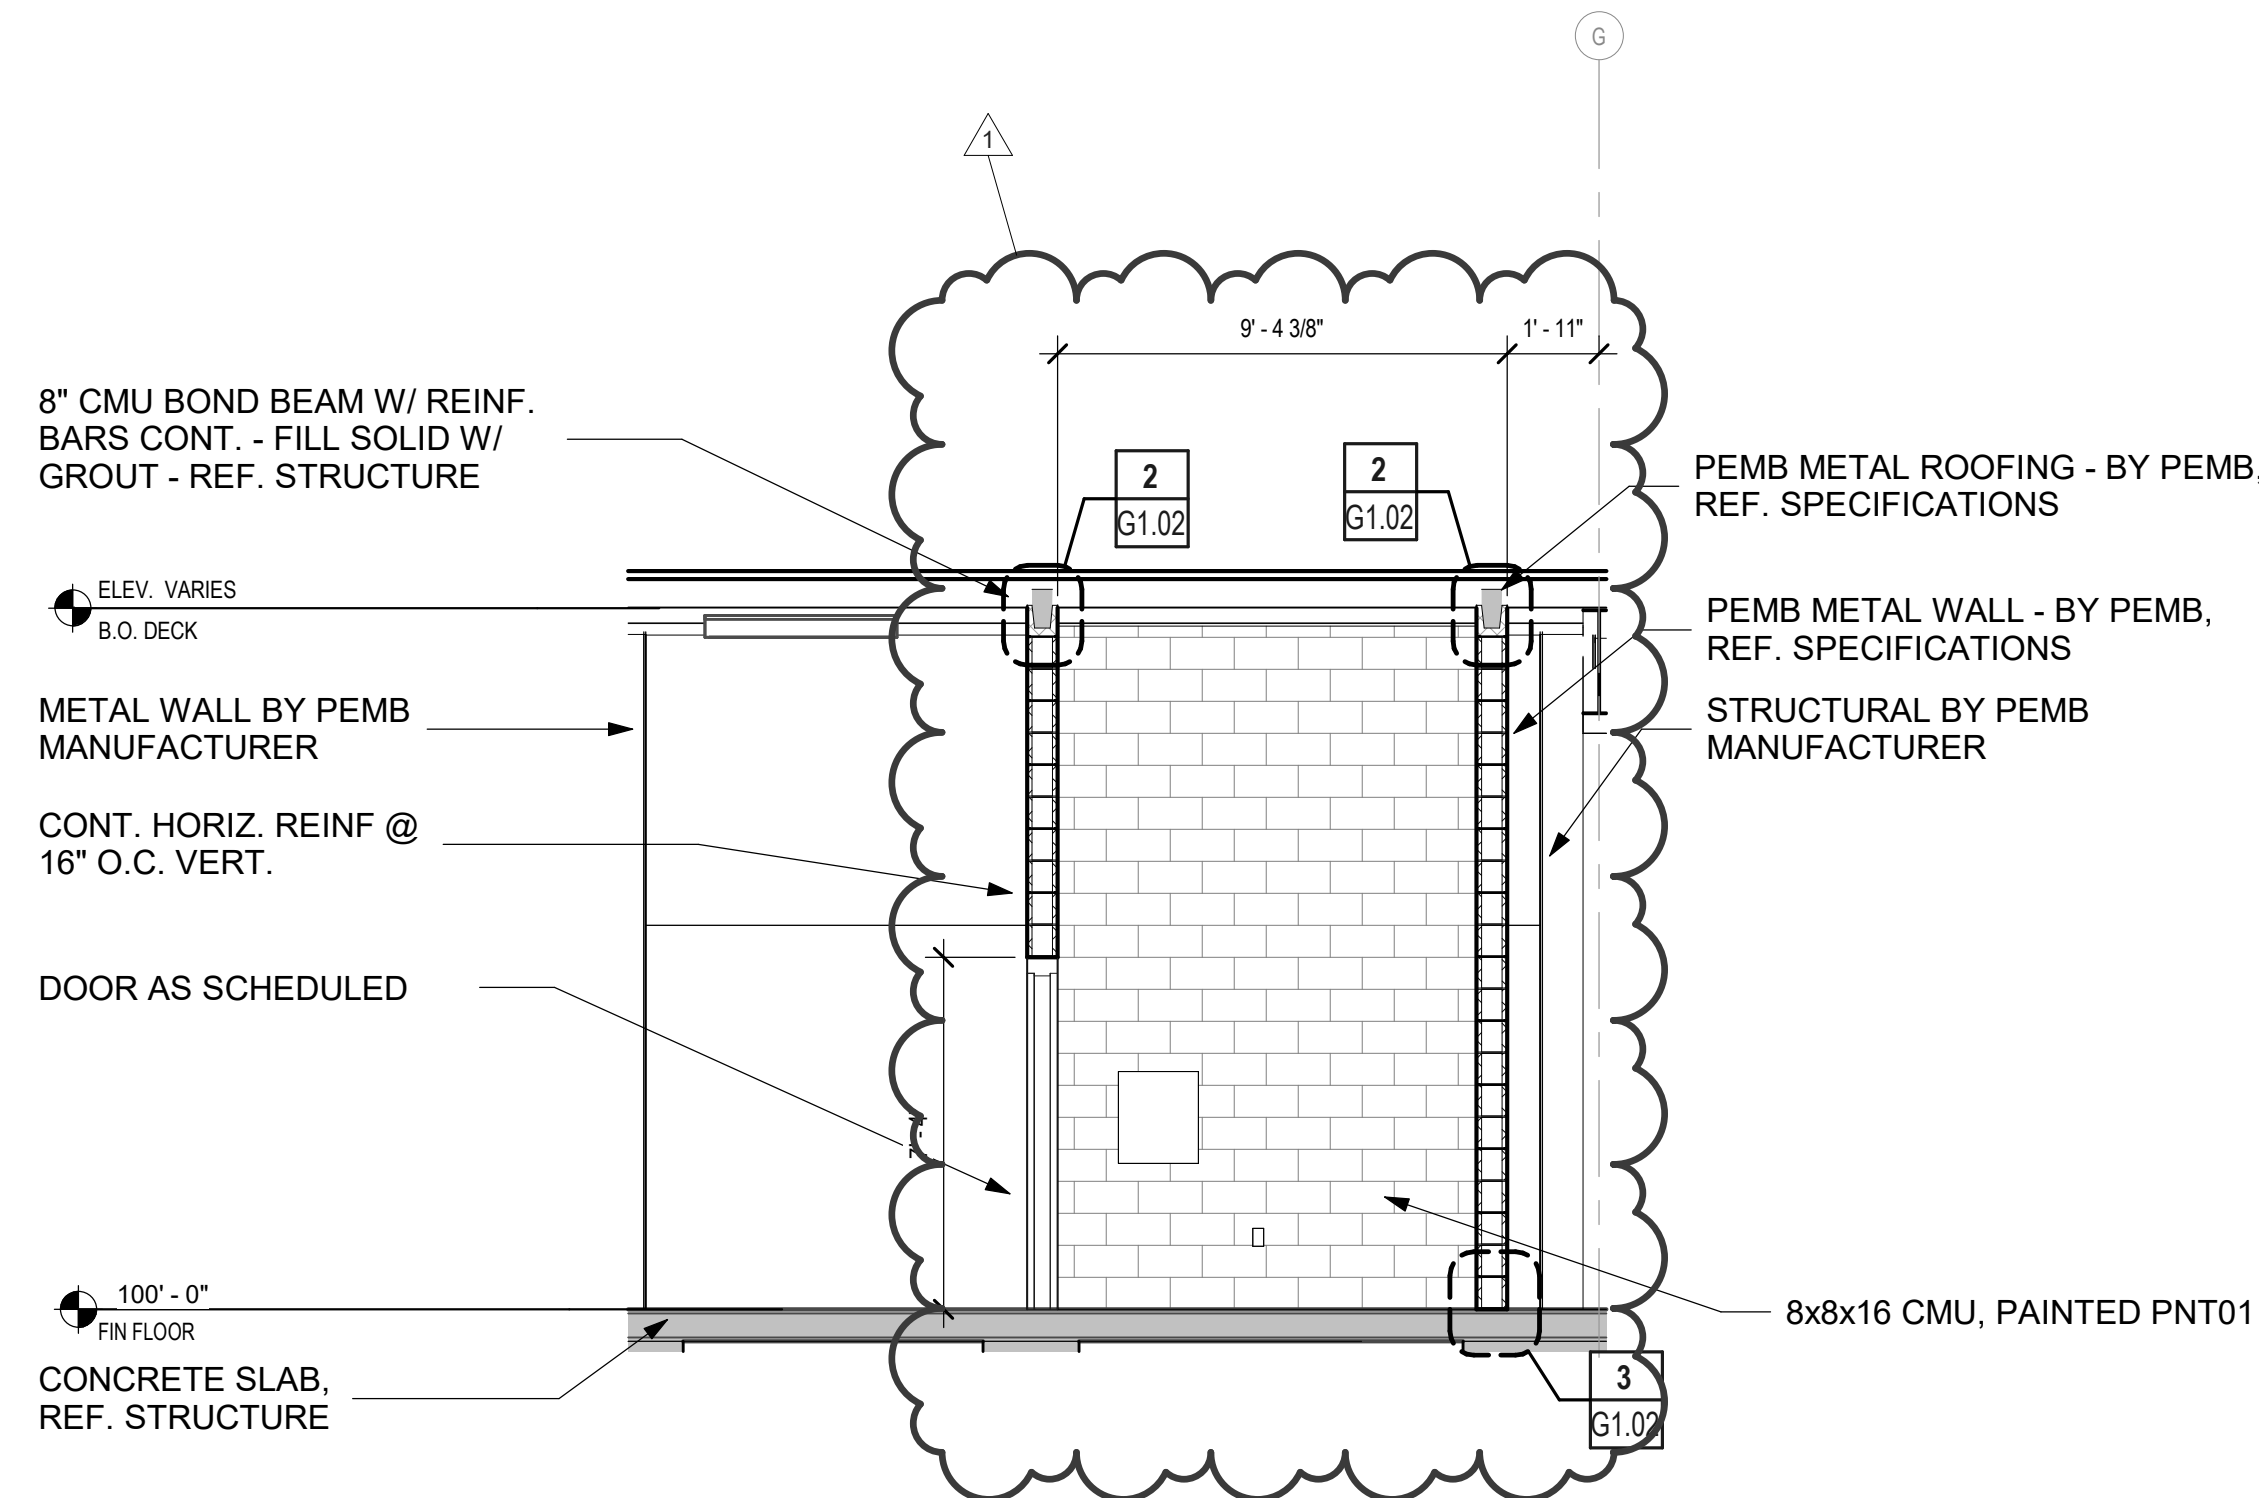 G
1
9' - 4 3/8"
1' - 11"
8" CMU BOND BEAM W/ REINF.
BARS CONT. - FILL SOLID W/
GROUT - REF. STRUCTURE
2
G1.02
2
G1.02
PEMB METAL ROOFING - BY PEMB,
REF. SPECIFICATIONS
ELEV. VARIES
B.O. DECK
PEMB METAL WALL - BY PEMB,
REF. SPECIFICATIONS
METAL WALL BY PEMB
MANUFACTURER
STRUCTURAL BY PEMB
MANUFACTURER
CONT. HORIZ. REINF @
16" O.C. VERT.
DOOR AS SCHEDULED
100' - 0"
FIN FLOOR
8x8x16 CMU, PAINTED PNT01
CONCRETE SLAB,
REF. STRUCTURE
3
G1.02